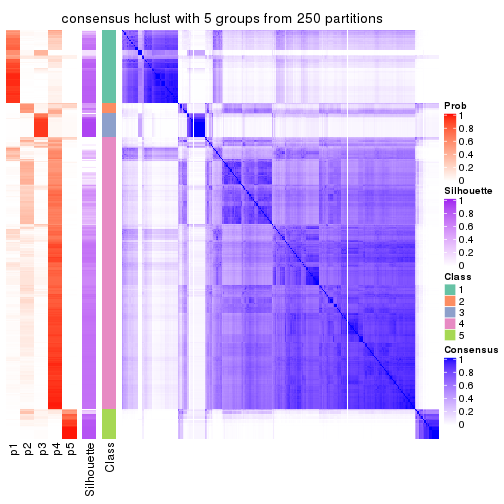 consensus hclust with 5 groups from 250 partitions
Prob
1
0.8
0.6
0.4
0.2
0
Silhouette
1
0.8
0.6
0.4
0.2
0
Class
1
2
3
4
5
Consensus
1
0.8
0.6
0.4
0.2
0
p1
p2
p3
p4
p5
Silhouette
Class